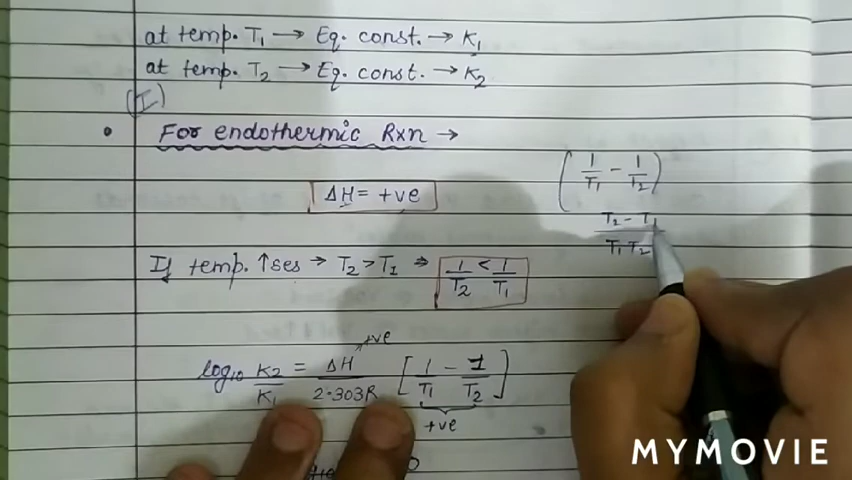 at temp. T₁ → Eq. const. → K₁
at temp. T₂ → Eq. const. → K₂
(I)
• For endothermic Rxn →
ΔH = +ve
(1/T₁ - 1/T₂)
T₂ - T₁ / T₁ T₂
If temp. ↑ses → T₂ > T₁ ⇒ 1/T₂ < 1/T₁
log₁₀ K₂/K₁ = ΔH/2.303R [1/T₁ - 1/T₂]
+ve
+ve
MYMOVIE